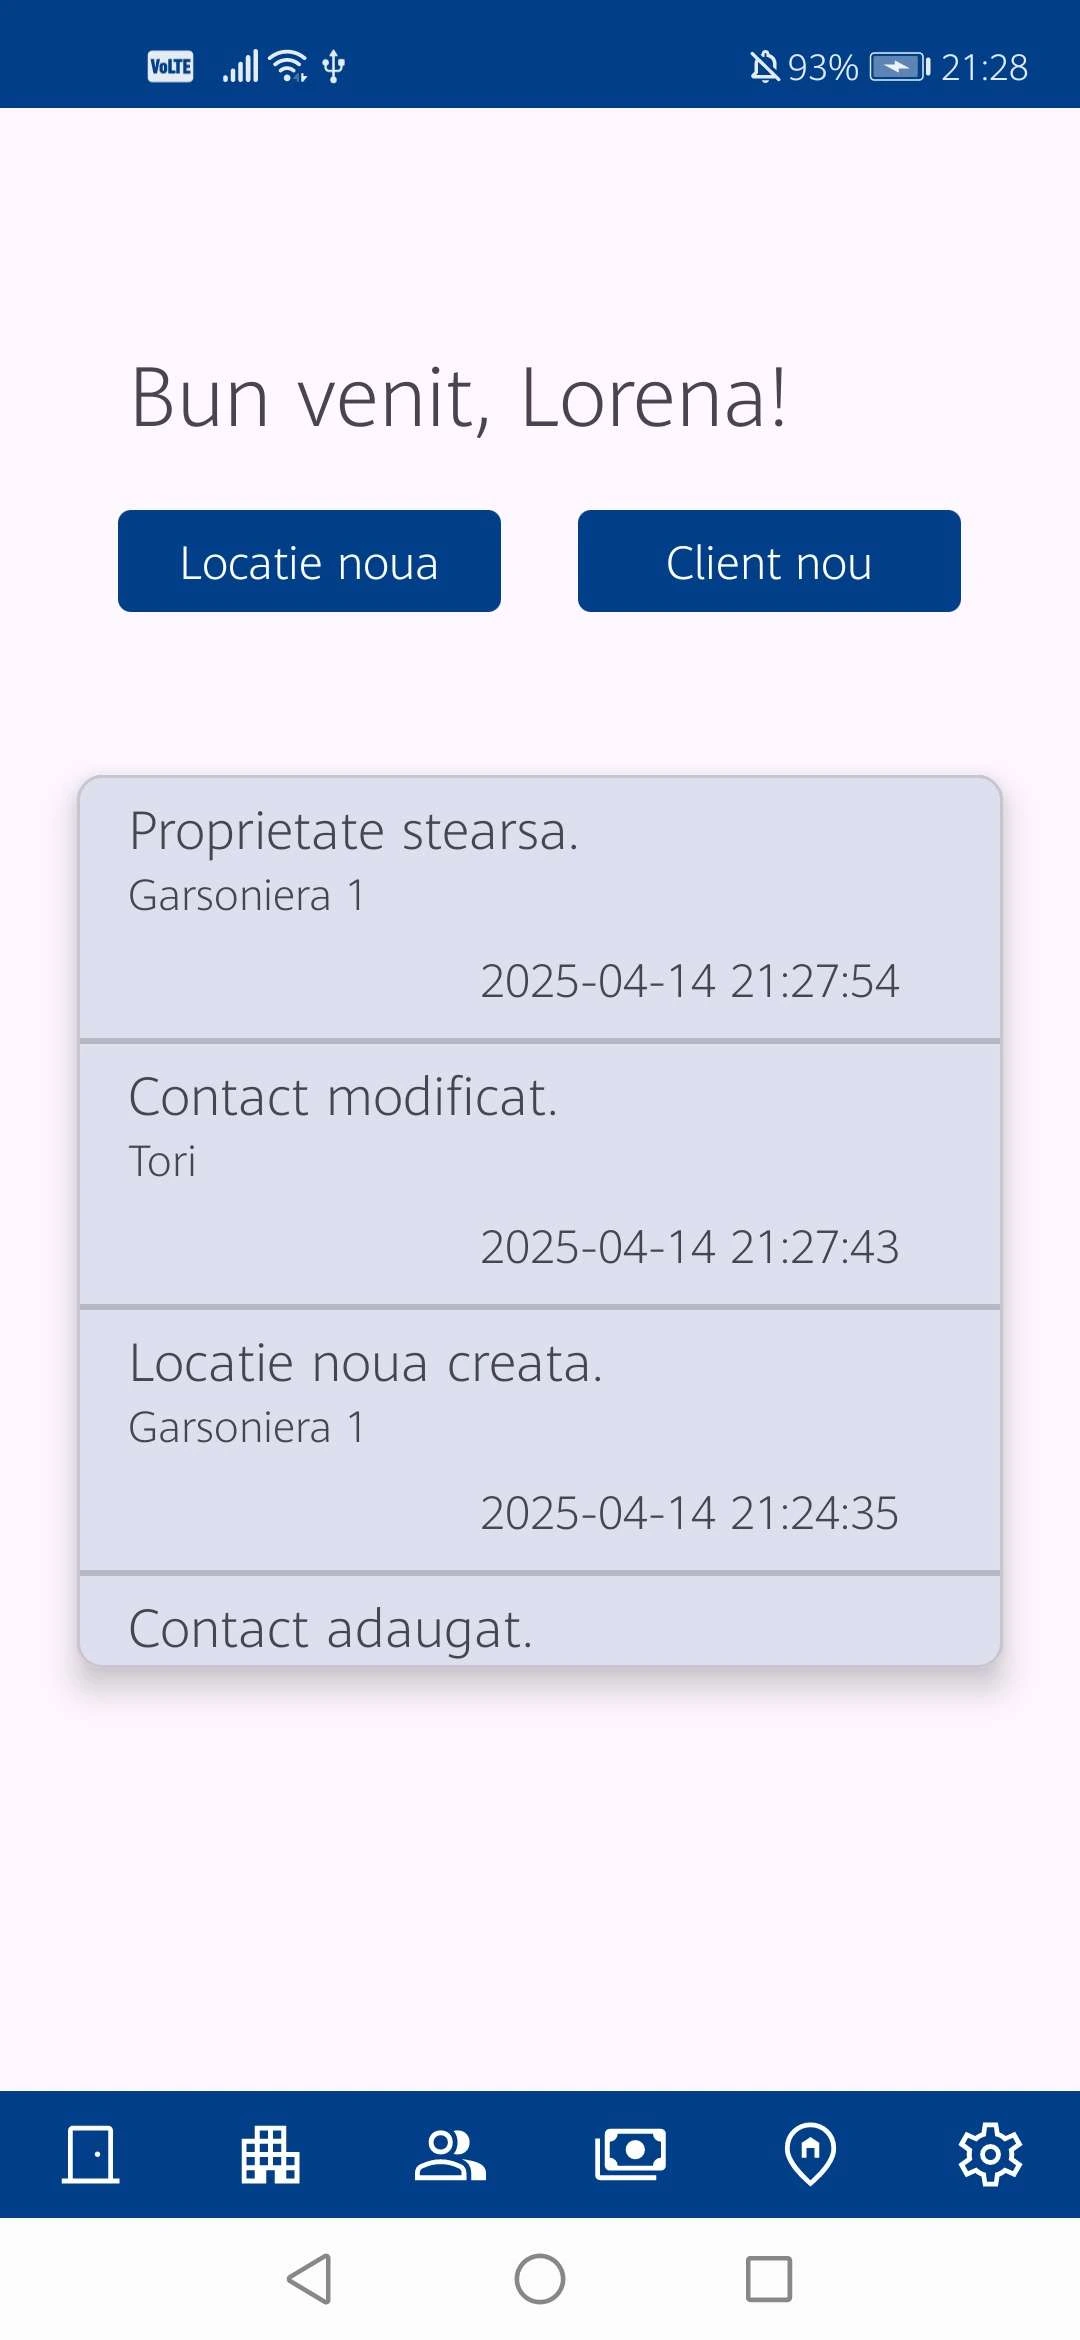 VoLTE 93% 21:28
Bun venit, Lorena!
Locatie noua
Client nou
Proprietate stearsa.
Garsoniera 1
2025-04-14 21:27:54
Contact modificat.
Tori
2025-04-14 21:27:43
Locatie noua creata.
Garsoniera 1
2025-04-14 21:24:35
Contact adaugat.